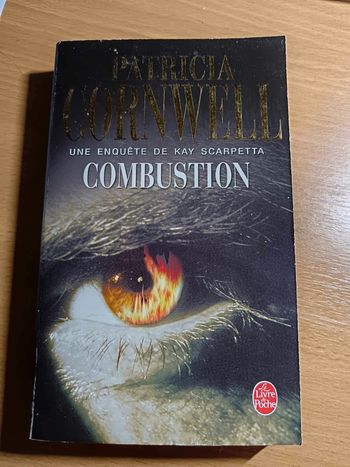 PATRICIA
CORNWELL
UNE ENQUÊTE DE KAY SCARPETTA
COMBUSTION
Le
Livre
de
Poche